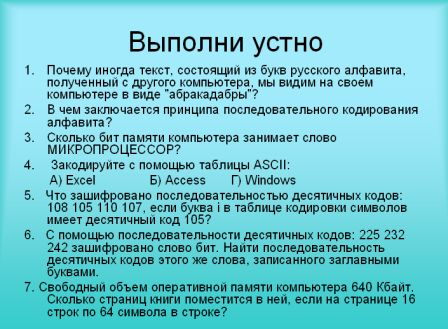 Выполни устно
1. Почему иногда текст, состоящий из букв русского алфавита,
полученный с другого компьютера, мы видим на своем
компьютере в виде "абракадабры"?
2. В чем заключается принципа последовательного кодирования
алфавита?
3. Сколько бит памяти компьютера занимает слово
МИКРОПРОЦЕССОР?
4. Закодируйте с помощью таблицы ASCII:
А) Excel Б) Access Г) Windows
5. Что зашифровано последовательностью десятичных кодов:
108 105 110 107, если буква i в таблице кодировки символов
имеет десятичный код 105?
6. С помощью последовательности десятичных кодов: 225 232
242 зашифровано слово бит. Найти последовательность
десятичных кодов этого же слова, записанного заглавными
буквами.
7. Свободный объем оперативной памяти компьютера 640 Кбайт.
Сколько страниц книги поместится в ней, если на странице 16
строк по 64 символа в строке?